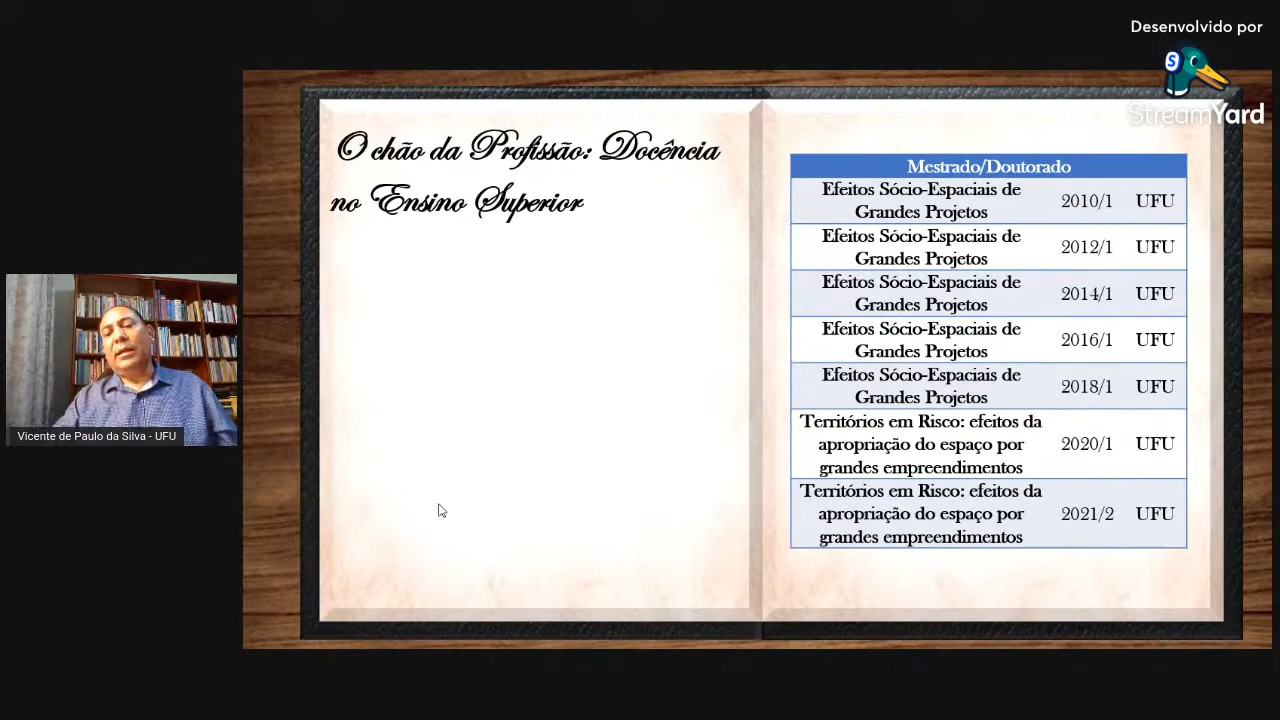 Desenvolvido por
StreamYard
O chão da Profissão: Docência
no Ensino Superior
Mestrado/Doutorado
Efeitos Sócio-Espaciais de
Grandes Projetos 2010/1 UFU
Efeitos Sócio-Espaciais de
Grandes Projetos 2012/1 UFU
Efeitos Sócio-Espaciais de
Grandes Projetos 2014/1 UFU
Efeitos Sócio-Espaciais de
Grandes Projetos 2016/1 UFU
Efeitos Sócio-Espaciais de
Grandes Projetos 2018/1 UFU
Territórios em Risco: efeitos da
apropriação do espaço por 2020/1 UFU
grandes empreendimentos
Territórios em Risco: efeitos da
apropriação do espaço por 2021/2 UFU
grandes empreendimentos
Vicente de Paulo da Silva - UFU